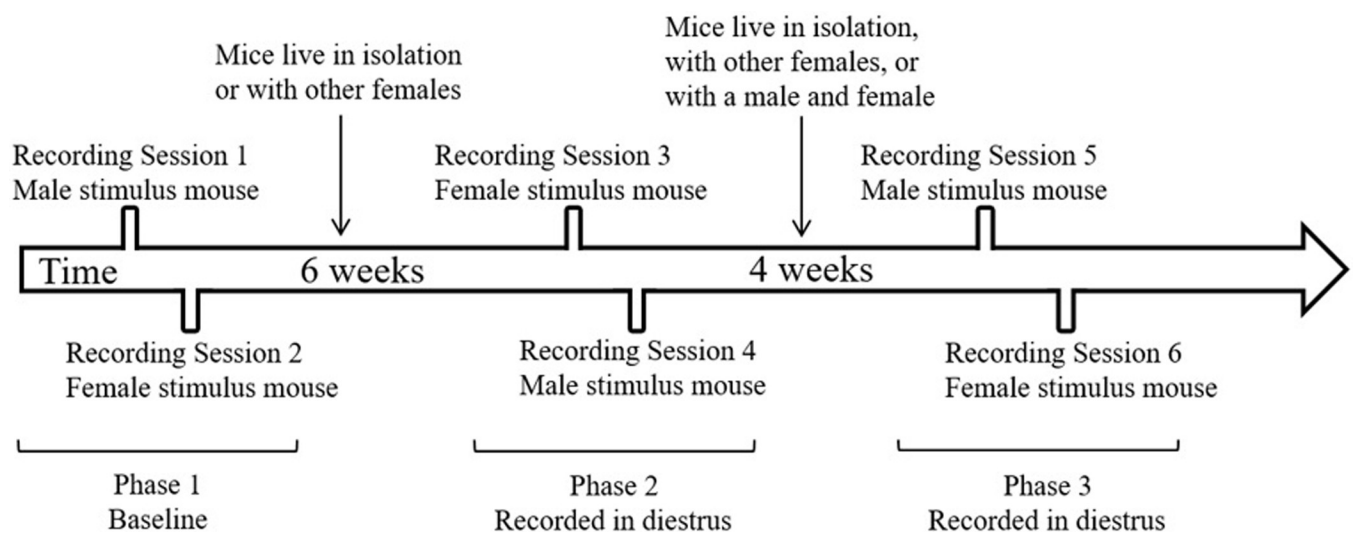 Mice live in isolation
or with other females
Mice live in isolation,
with other females, or
with a male and female
Recording Session 1
Male stimulus mouse
Recording Session 3
Female stimulus mouse
Recording Session 5
Male stimulus mouse
Time
6 weeks
4 weeks
Recording Session 2
Female stimulus mouse
Recording Session 4
Male stimulus mouse
Recording Session 6
Female stimulus mouse
Phase 1
Baseline
Phase 2
Recorded in diestrus
Phase 3
Recorded in diestrus